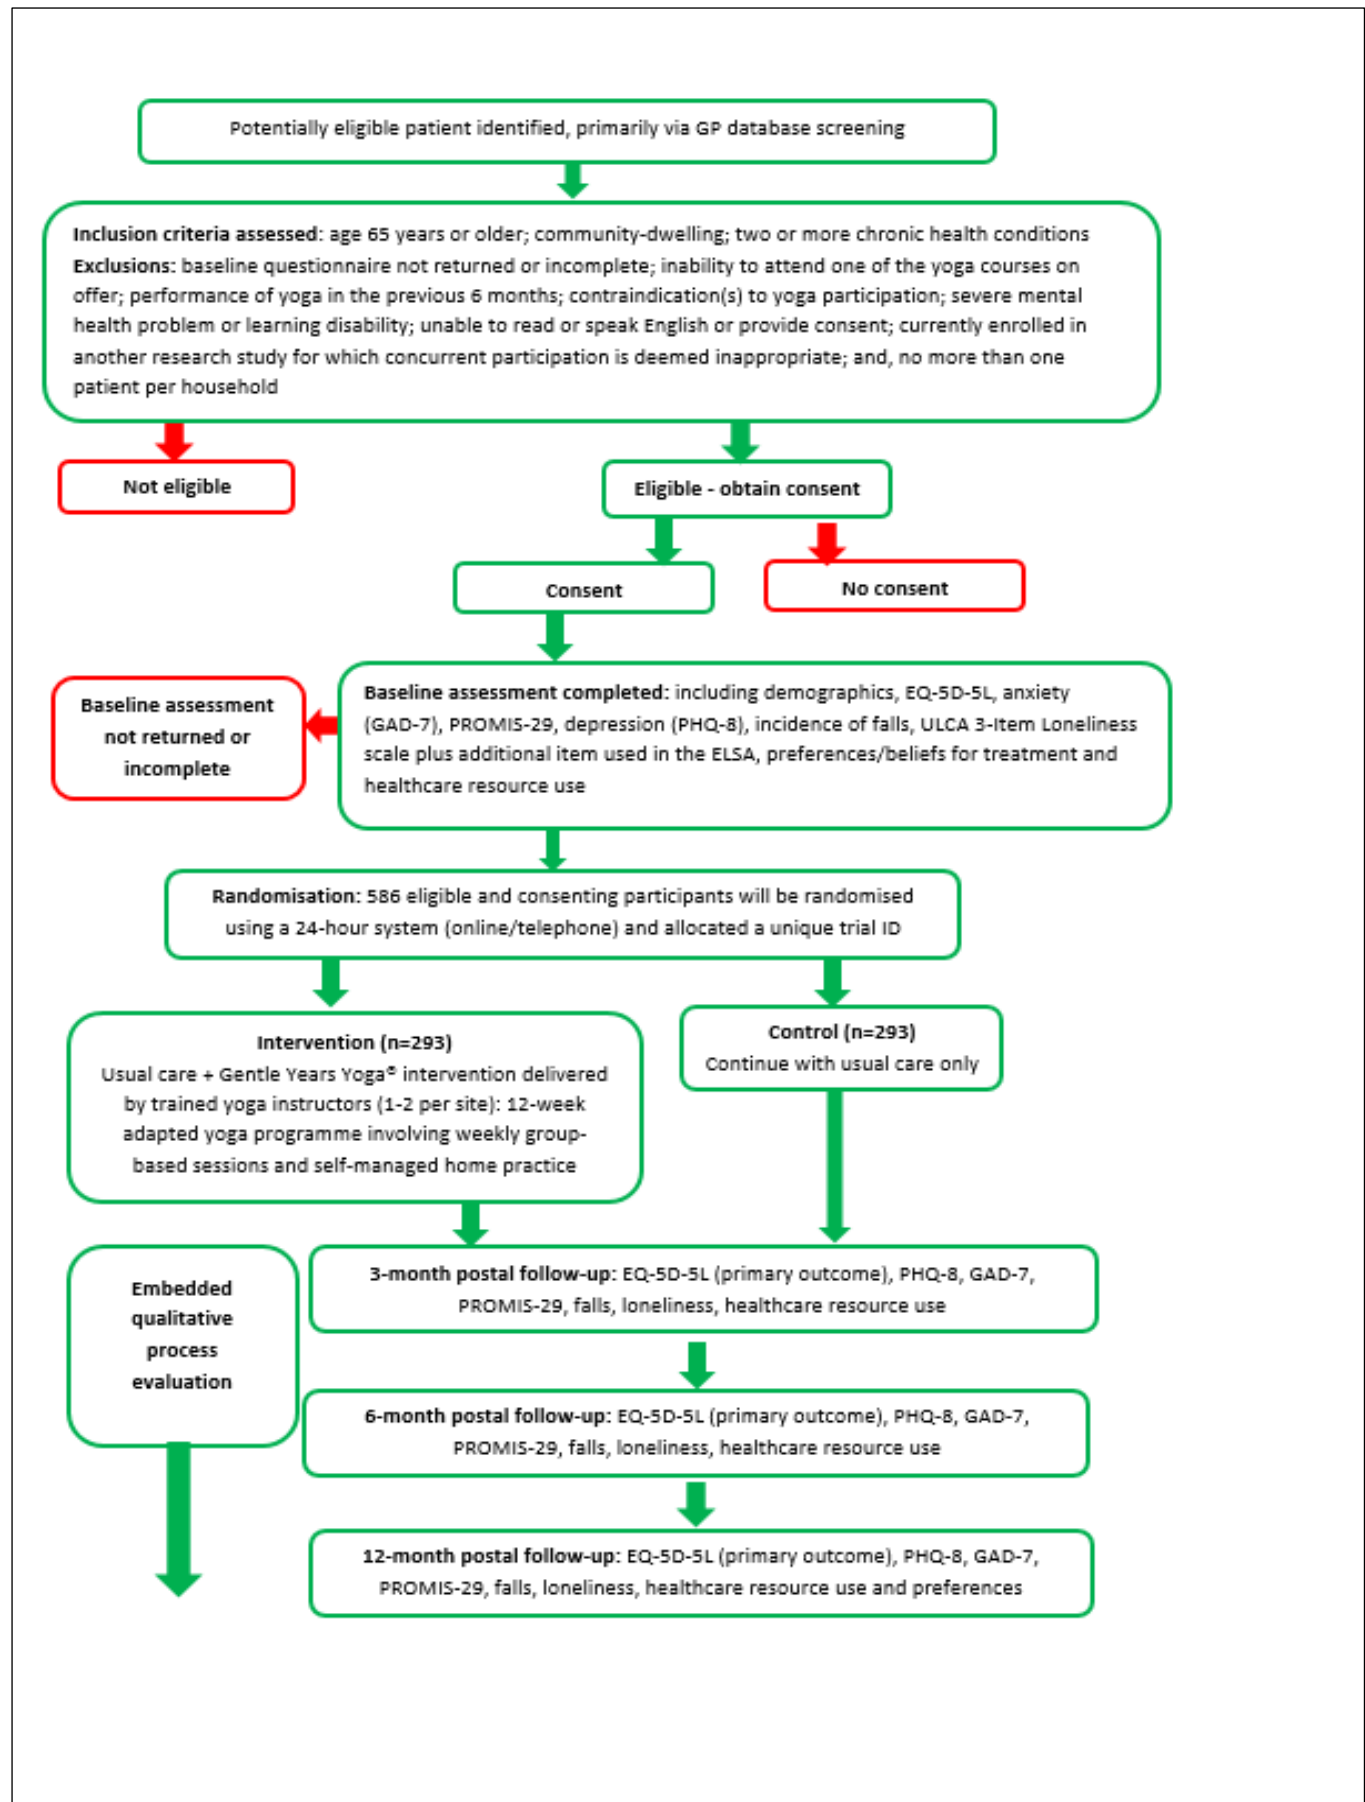 Potentially eligible patient identified, primarily via GP database screening
Inclusion criteria assessed: age 65 years or older; community-dwelling; two or more chronic health conditions
Exclusions: baseline questionnaire not returned or incomplete; inability to attend one of the yoga courses on
offer; performance of yoga in the previous 6 months; contraindication(s) to yoga participation; severe mental
health problem or learning disability; unable to read or speak English or provide consent; currently enrolled in
another research study for which concurrent participation is deemed inappropriate; and, no more than one
patient per household
Not eligible
Eligible - obtain consent
Consent
No consent
Baseline assessment
not returned or
incomplete
Baseline assessment completed: including demographics, EQ-5D-5L, anxiety
(GAD-7), PROMIS-29, depression (PHQ-8), incidence of falls, ULCA 3-Item Loneliness
scale plus additional item used in the ELSA, preferences/beliefs for treatment and
healthcare resource use
Randomisation: 586 eligible and consenting participants will be randomised
using a 24-hour system (online/telephone) and allocated a unique trial ID
Intervention (n=293)
Usual care + Gentle Years Yoga© intervention delivered
by trained yoga instructors (1-2 per site): 12-week
adapted yoga programme involving weekly group-
based sessions and self-managed home practice
Control (n=293)
Continue with usual care only
Embedded
qualitative
process
evaluation
3-month postal follow-up: EQ-5D-5L (primary outcome), PHQ-8, GAD-7,
PROMIS-29, falls, loneliness, healthcare resource use
6-month postal follow-up: EQ-5D-5L (primary outcome), PHQ-8, GAD-7,
PROMIS-29, falls, loneliness, healthcare resource use
12-month postal follow-up: EQ-5D-5L (primary outcome), PHQ-8, GAD-7,
PROMIS-29, falls, loneliness, healthcare resource use and preferences